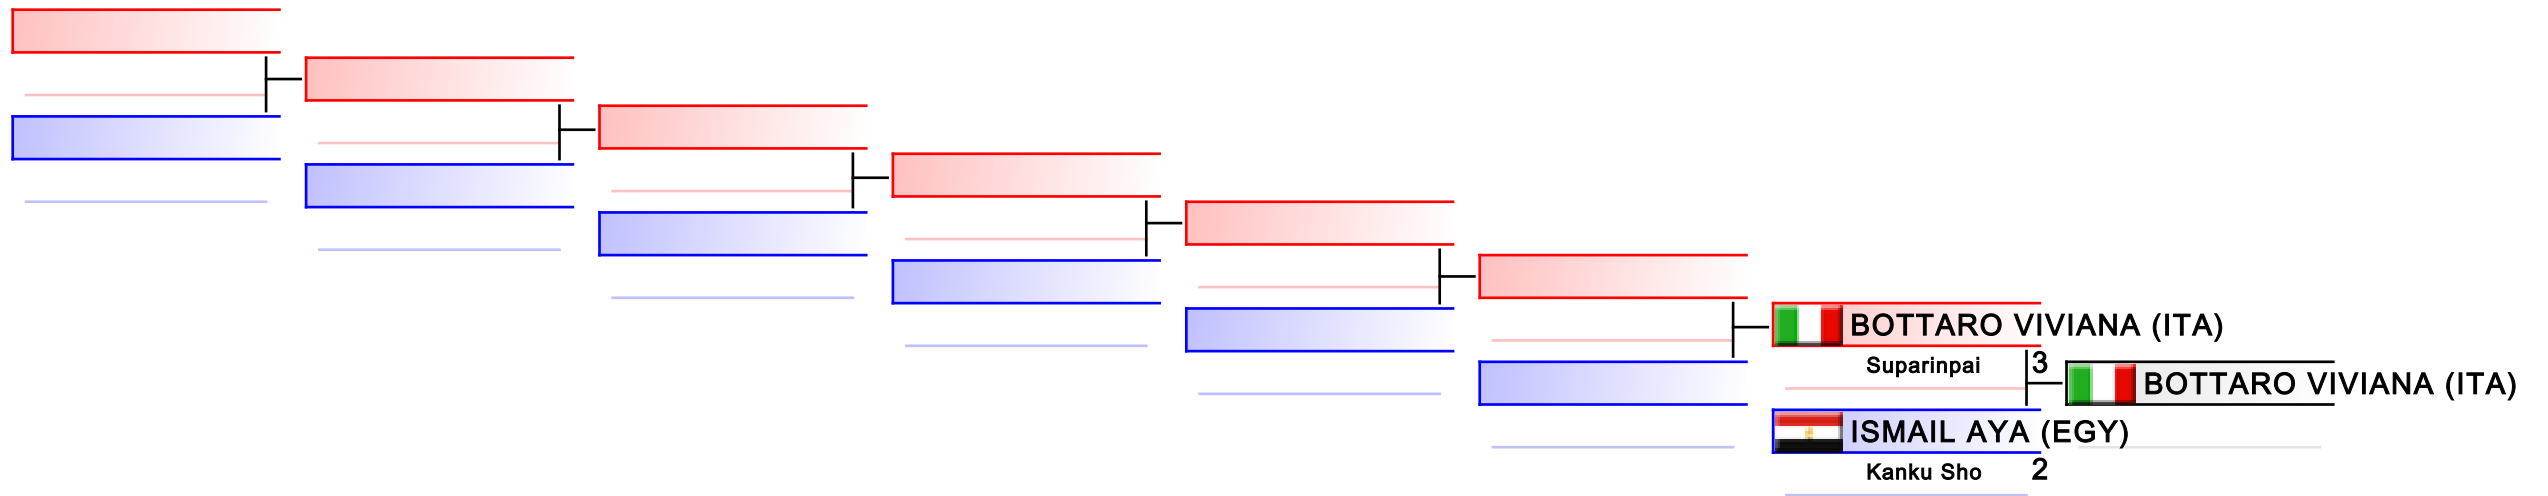 BOTTARO VIVIANA (ITA)
Suparinpai 3
BOTTARO VIVIANA (ITA)
ISMAIL AYA (EGY)
Kanku Sho 2